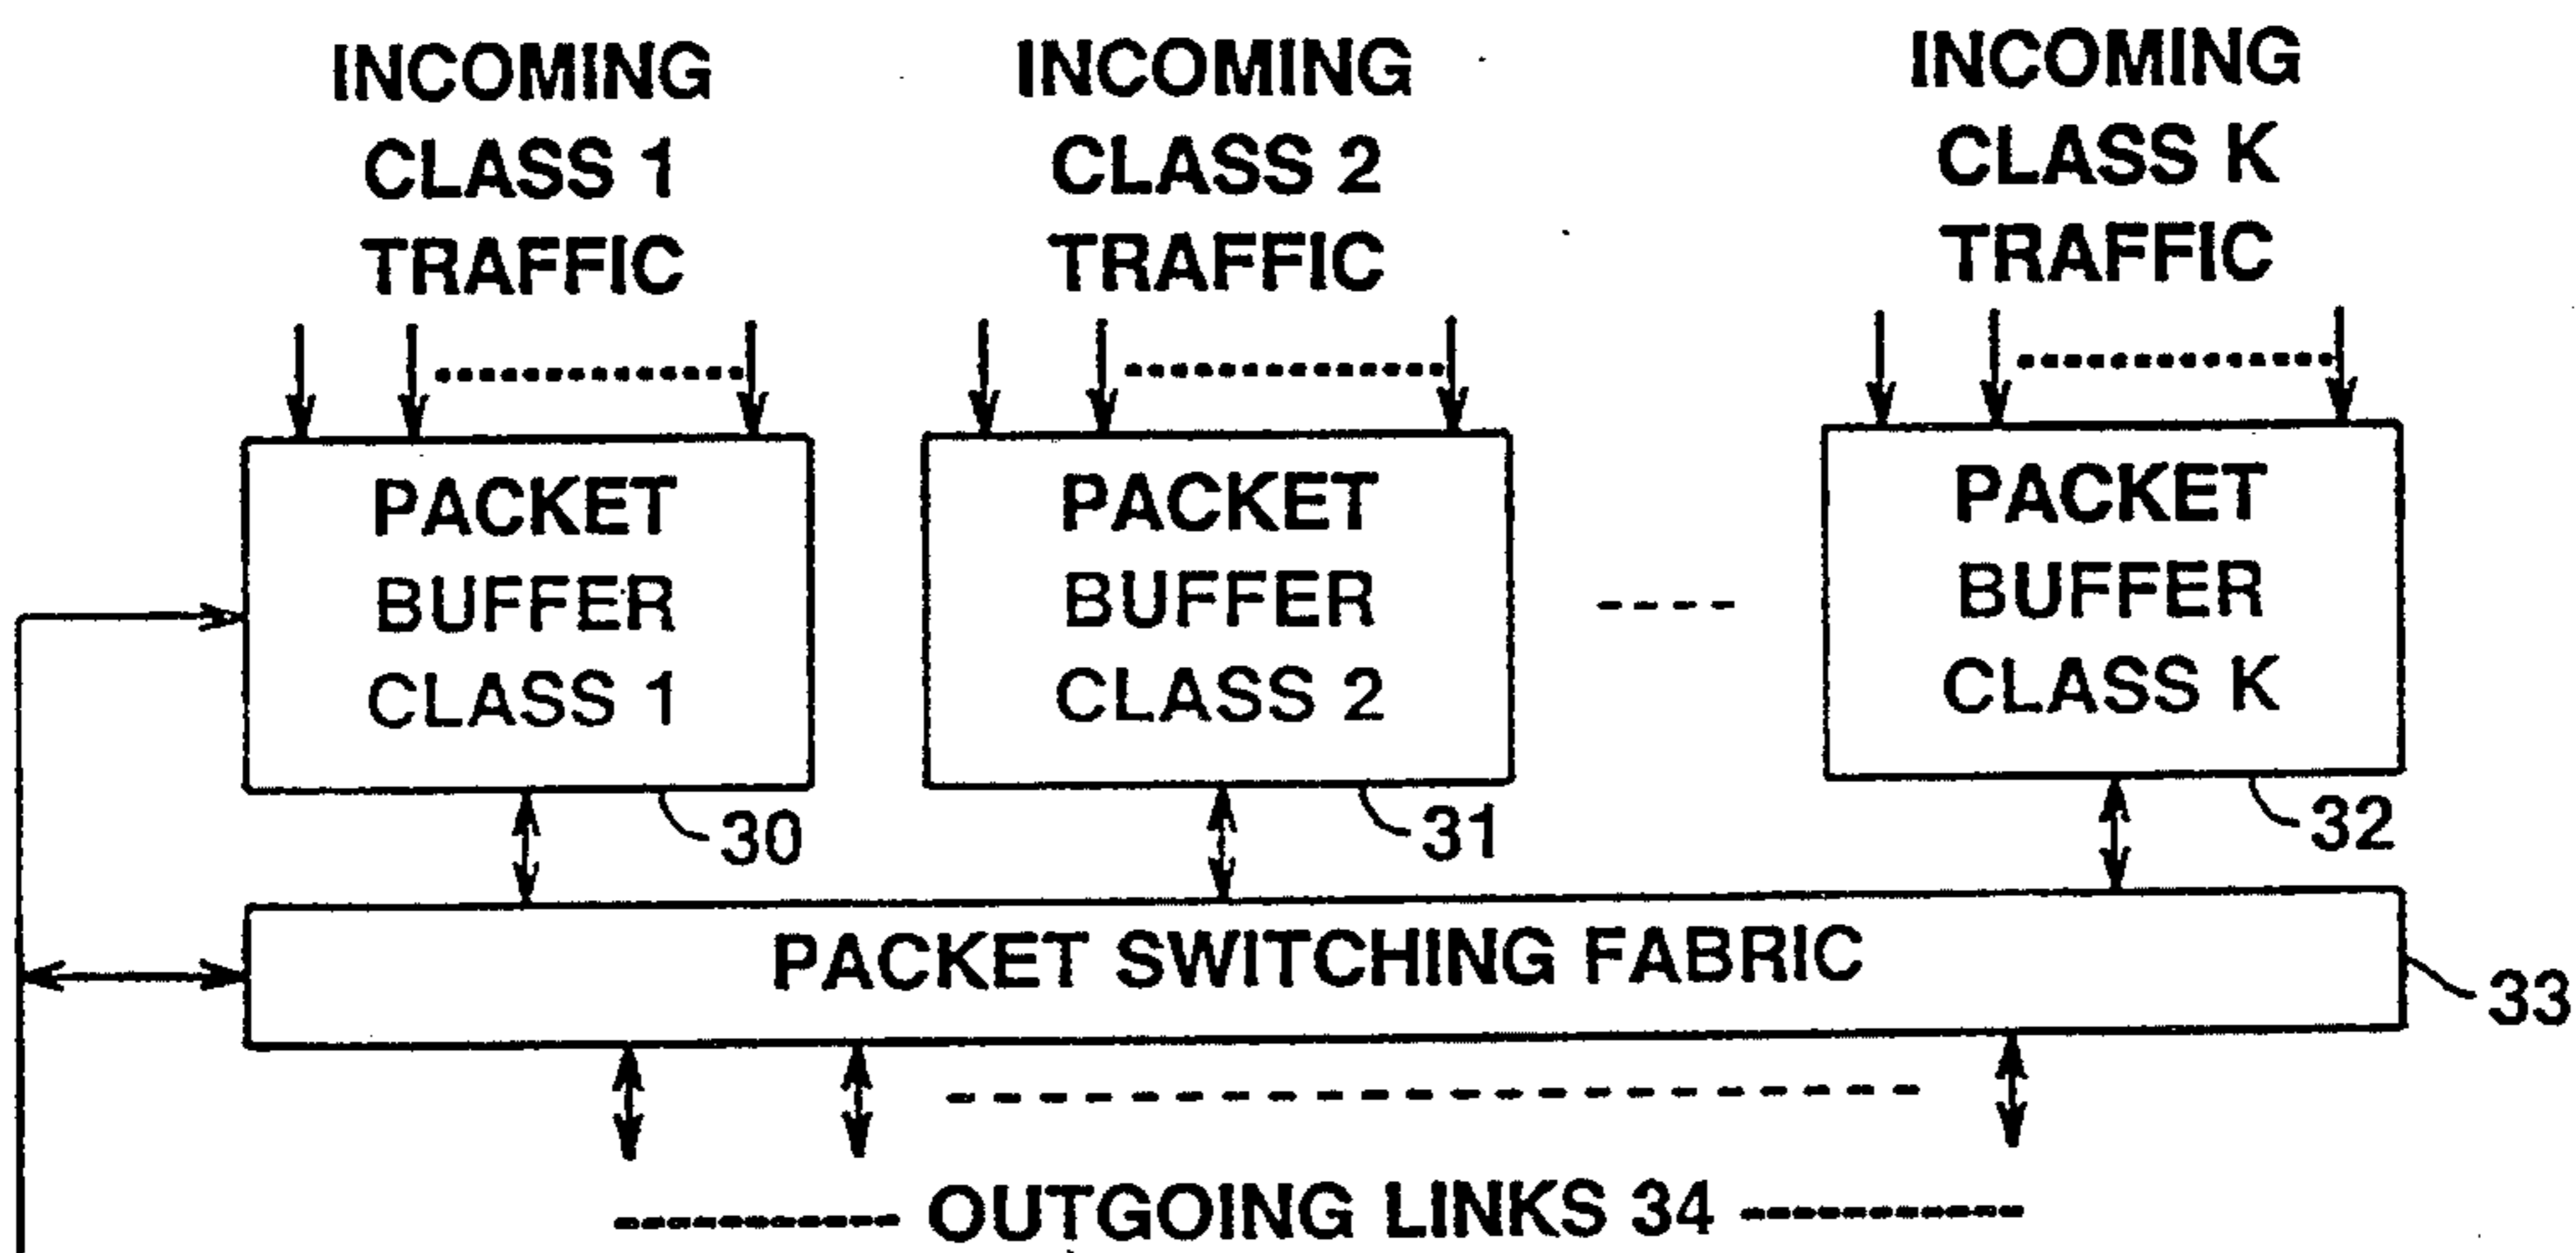 INCOMING
CLASS 1
TRAFFIC
INCOMING
CLASS 2
TRAFFIC
INCOMING
CLASS K
TRAFFIC
PACKET
BUFFER
CLASS 1
30
PACKET
BUFFER
CLASS 2
31
PACKET
BUFFER
CLASS K
32
PACKET SWITCHING FABRIC
33
OUTGOING LINKS 34